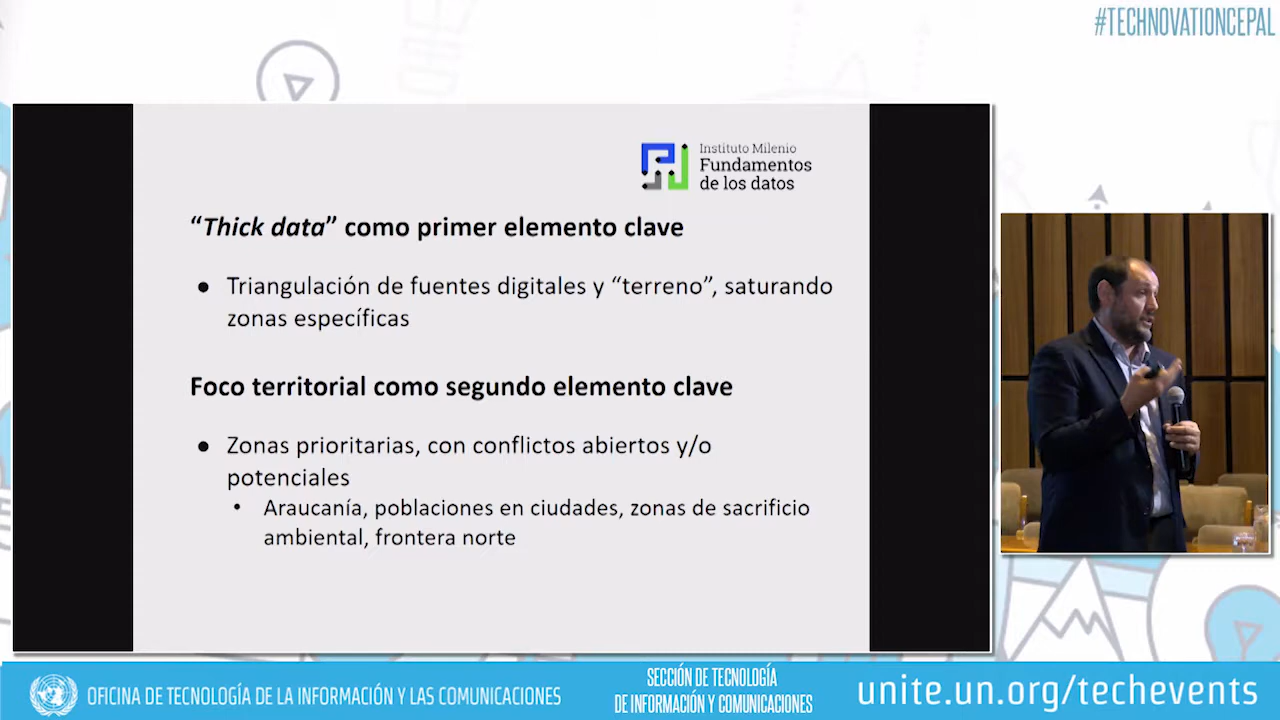 #TECHNOVATIONCEPAL
Instituto Milenio
Fundamentos
de los datos
“Thick data” como primer elemento clave
● Triangulación de fuentes digitales y “terreno”, saturando
zonas específicas
Foco territorial como segundo elemento clave
● Zonas prioritarias, con conflictos abiertos y/o
potenciales
• Araucanía, poblaciones en ciudades, zonas de sacrificio
ambiental, frontera norte
OFICINA DE TECNOLOGÍA DE LA INFORMACIÓN Y LAS COMUNICACIONES
SECCIÓN DE TECNOLOGÍA
DE INFORMACIÓN Y COMUNICACIONES
unite.un.org/techevents